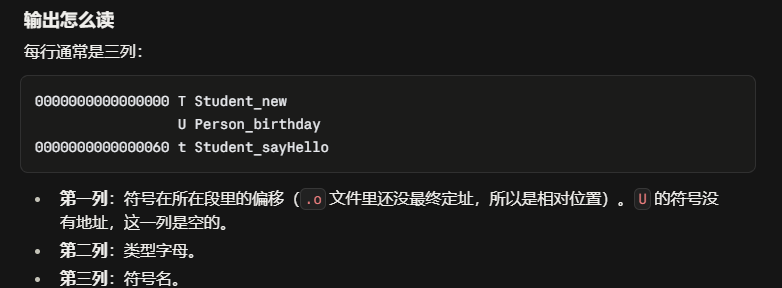 输出怎么读
每行通常是三列：
0000000000000000 T Student_new
                 U Person_birthday
0000000000000060 t Student_sayHello
• 第一列：符号在所在段里的偏移（.o 文件里还没最终定址，所以是相对位置）。U 的符号没
有地址，这一列是空的。
• 第二列：类型字母。
• 第三列：符号名。